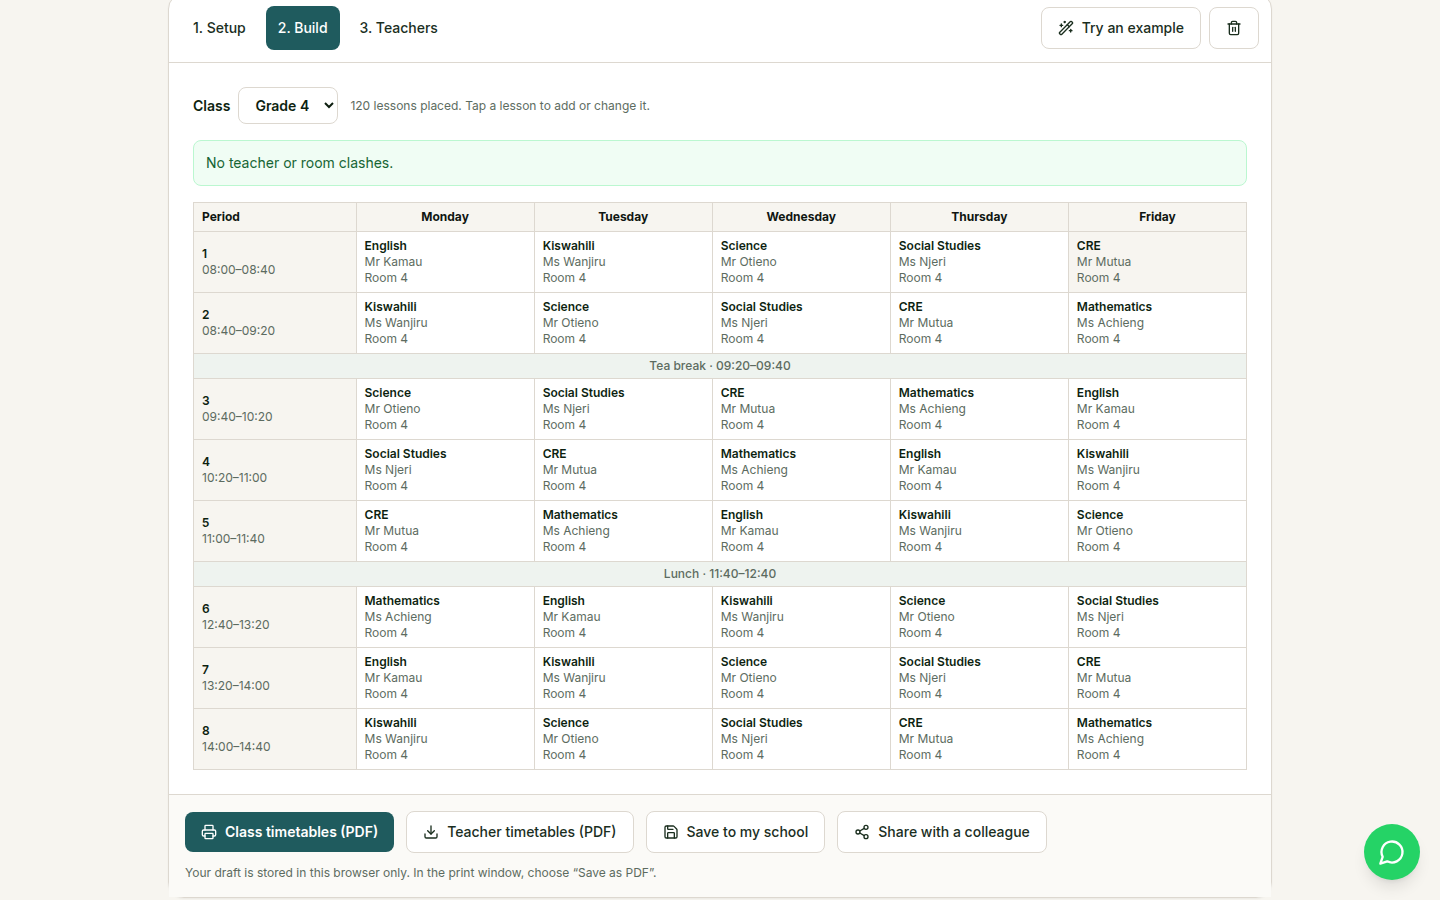 1. Setup 2. Build 3. Teachers Try an example
Class Grade 4 120 lessons placed. Tap a lesson to add or change it.
No teacher or room clashes.
Period Monday Tuesday Wednesday Thursday Friday
1 English Kiswahili Science Social Studies CRE
08:00–08:40 Mr Kamau Ms Wanjiru Mr Otieno Ms Njeri Mr Mutua
Room 4 Room 4 Room 4 Room 4 Room 4
2 Kiswahili Science Social Studies CRE Mathematics
08:40–09:20 Ms Wanjiru Mr Otieno Ms Njeri Mr Mutua Ms Achieng
Room 4 Room 4 Room 4 Room 4 Room 4
Tea break · 09:20–09:40
3 Science Social Studies CRE Mathematics English
09:40–10:20 Mr Otieno Ms Njeri Mr Mutua Ms Achieng Mr Kamau
Room 4 Room 4 Room 4 Room 4 Room 4
4 Social Studies CRE Mathematics English Kiswahili
10:20–11:00 Ms Njeri Mr Mutua Ms Achieng Mr Kamau Ms Wanjiru
Room 4 Room 4 Room 4 Room 4 Room 4
5 CRE Mathematics English Kiswahili Science
11:00–11:40 Mr Mutua Ms Achieng Mr Kamau Ms Wanjiru Mr Otieno
Room 4 Room 4 Room 4 Room 4 Room 4
Lunch · 11:40–12:40
6 Mathematics English Kiswahili Science Social Studies
12:40–13:20 Ms Achieng Mr Kamau Ms Wanjiru Mr Otieno Ms Njeri
Room 4 Room 4 Room 4 Room 4 Room 4
7 English Kiswahili Science Social Studies CRE
13:20–14:00 Mr Kamau Ms Wanjiru Mr Otieno Ms Njeri Mr Mutua
Room 4 Room 4 Room 4 Room 4 Room 4
8 Kiswahili Science Social Studies CRE Mathematics
14:00–14:40 Ms Wanjiru Mr Otieno Ms Njeri Mr Mutua Ms Achieng
Room 4 Room 4 Room 4 Room 4 Room 4
Class timetables (PDF) Teacher timetables (PDF) Save to my school Share with a colleague
Your draft is stored in this browser only. In the print window, choose “Save as PDF”.